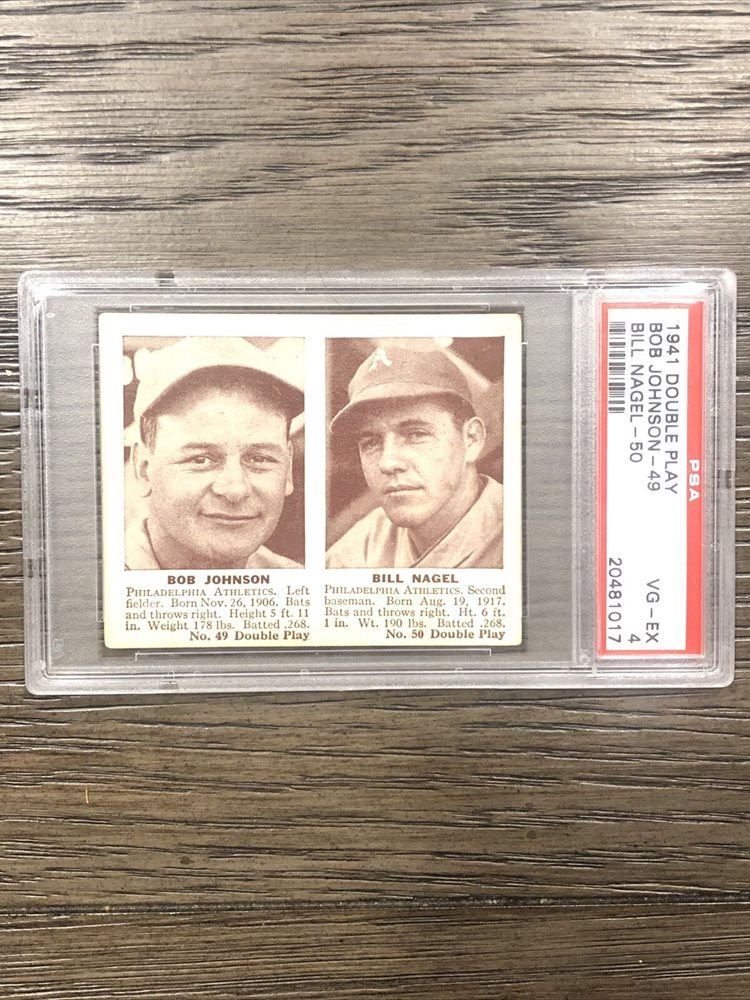 A
BOB JOHNSON
PHILADELPHIA ATHLETICS. Left
fielder. Born Nov. 26, 1906. Bats
and throws right. Height 5 ft. 11
in. Weight 178 lbs. Batted .268.
No. 49 Double Play
BILL NAGEL
PHILADELPHIA ATHLETICS. Second
baseman. Born Aug. 19, 1917.
Bats and throws right. Ht. 6 ft.
1 in. Wt. 190 lbs. Batted .268.
No. 50 Double Play
PSA
1941 DOUBLE PLAY
BOB JOHNSON-49
BILL NAGEL-50
VG-EX
4
20481017